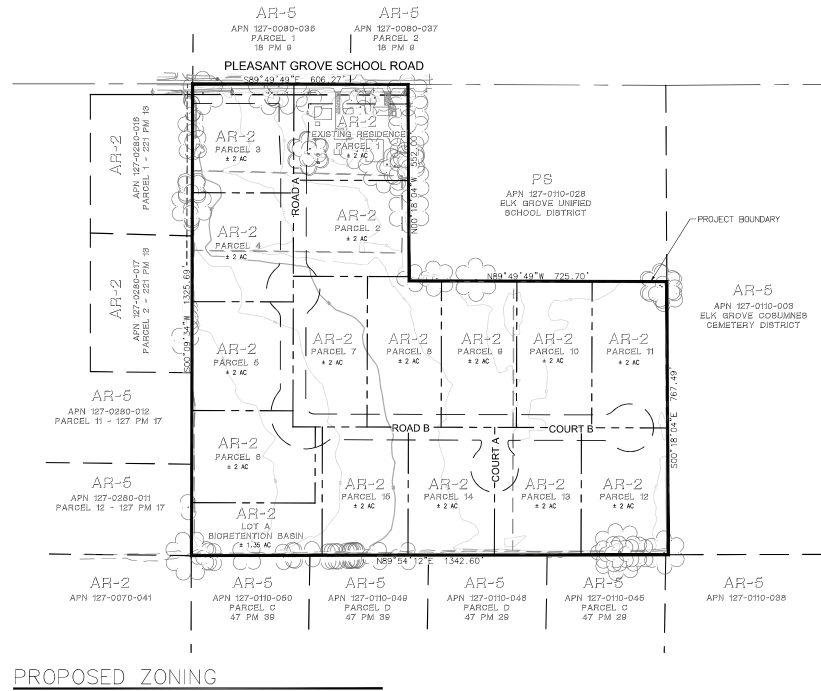 AR-5
APN 127-0080-036
PARCEL 1
18 PM 9
AR-5
APN 127-0080-037
PARCEL 2
18 PM 9
PLEASANT GROVE SCHOOL ROAD
S89°49'49"E 606.27'
AR-2
APN 127-0280-016
PARCEL 1 - 221 PM 13
AR-2
PARCEL 3
± 2 AC
ROAD A
AR-2
EXISTING RESIDENCE
PARCEL 1
± 2 AC
N00°18'04"W 552.00'
PS
APN 127-0110-028
ELK GROVE UNIFIED
SCHOOL DISTRICT
PROJECT BOUNDARY
AR-2
PARCEL 4
± 2 AC
AR-2
PARCEL 2
± 2 AC
AR-2
APN 127-0280-017
PARCEL 2 - 221 PM 13
S00°09'34"W 1325.69'
N89°49'49"W 725.70'
AR-5
APN 127-0110-003
ELK GROVE COSUMNES
CEMETERY DISTRICT
AR-2
PARCEL 5
± 2 AC
AR-2
PARCEL 7
± 2 AC
AR-2
PARCEL 8
± 2 AC
AR-2
PARCEL 9
± 2 AC
AR-2
PARCEL 10
± 2 AC
AR-2
PARCEL 11
± 2 AC
S00°18'04"E 767.49'
AR-5
APN 127-0280-012
PARCEL 11 - 127 PM 17
ROAD B
COURT A
COURT B
AR-2
PARCEL 6
± 2 AC
AR-5
APN 127-0280-011
PARCEL 12 - 127 PM 17
AR-2
PARCEL 15
± 2 AC
AR-2
PARCEL 14
± 2 AC
AR-2
PARCEL 13
± 2 AC
AR-2
PARCEL 12
± 2 AC
AR-2
LOT A
BIORETENTION BASIN
± 1.35 AC
N89°54'12"E 1342.60'
AR-2
APN 127-0070-041
AR-5
APN 127-0110-050
PARCEL C
47 PM 39
AR-5
APN 127-0110-049
PARCEL D
47 PM 39
AR-5
APN 127-0110-046
PARCEL D
47 PM 29
AR-5
APN 127-0110-045
PARCEL C
47 PM 29
AR-5
APN 127-0110-038
PROPOSED ZONING